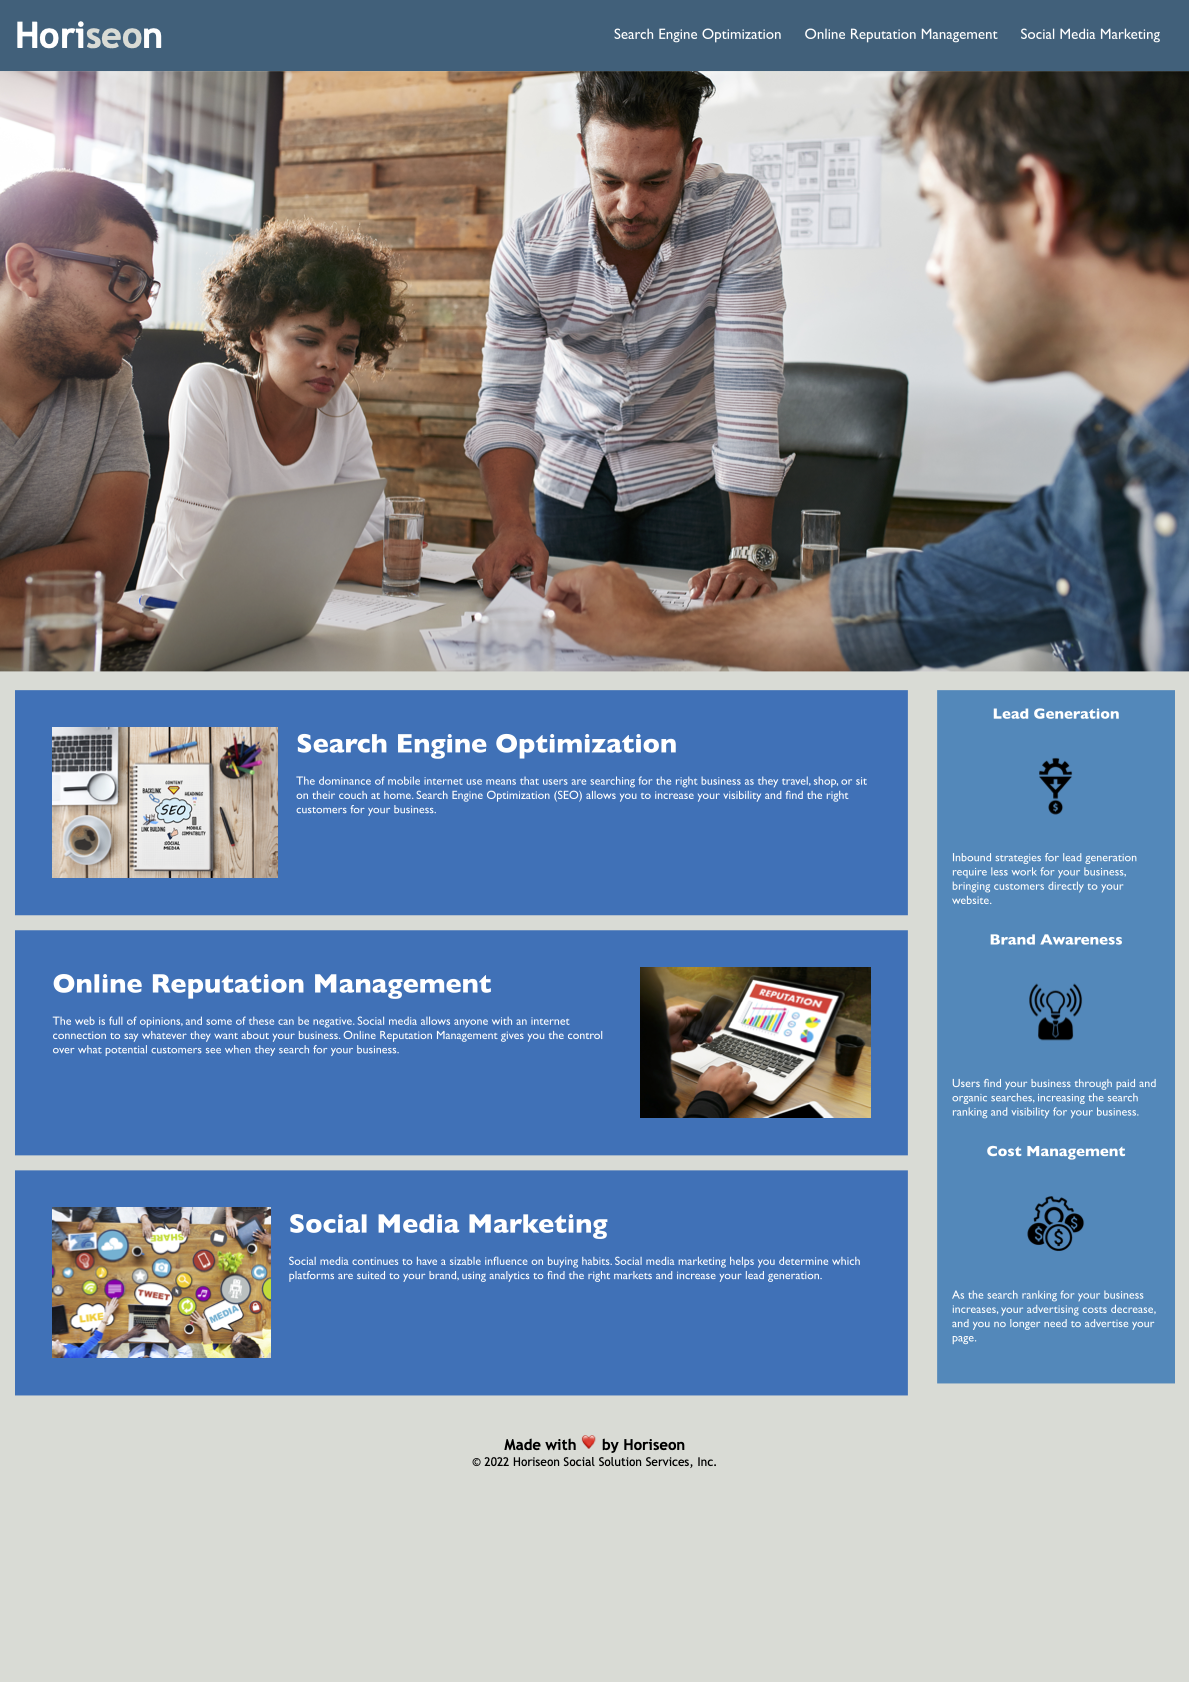 Horiseon
Search Engine Optimization
Online Reputation Management
Social Media Marketing
Search Engine Optimization
The dominance of mobile internet use means that users are searching for the right business as they travel, shop, or sit
on their couch at home. Search Engine Optimization (SEO) allows you to increase your visibility and find the right
customers for your business.
CONTENT
BACKLINK
HEADINGS
SEO
LINK BUILDING
MOBILE
COMPATIBILITY
SOCIAL
MEDIA
Online Reputation Management
The web is full of opinions, and some of these can be negative. Social media allows anyone with an internet
connection to say whatever they want about your business. Online Reputation Management gives you the control
over what potential customers see when they search for your business.
REPUTATION
Social Media Marketing
Social media continues to have a sizable influence on buying habits. Social media marketing helps you determine which
platforms are suited to your brand, using analytics to find the right markets and increase your lead generation.
SHARE
TWEET
LIKE
MEDIA
Lead Generation
Inbound strategies for lead generation
require less work for your business,
bringing customers directly to your
website.
Brand Awareness
Users find your business through paid and
organic searches, increasing the search
ranking and visibility for your business.
Cost Management
As the search ranking for your business
increases, your advertising costs decrease,
and you no longer need to advertise your
page.
Made with ❤️ by Horiseon
© 2022 Horiseon Social Solution Services, Inc.